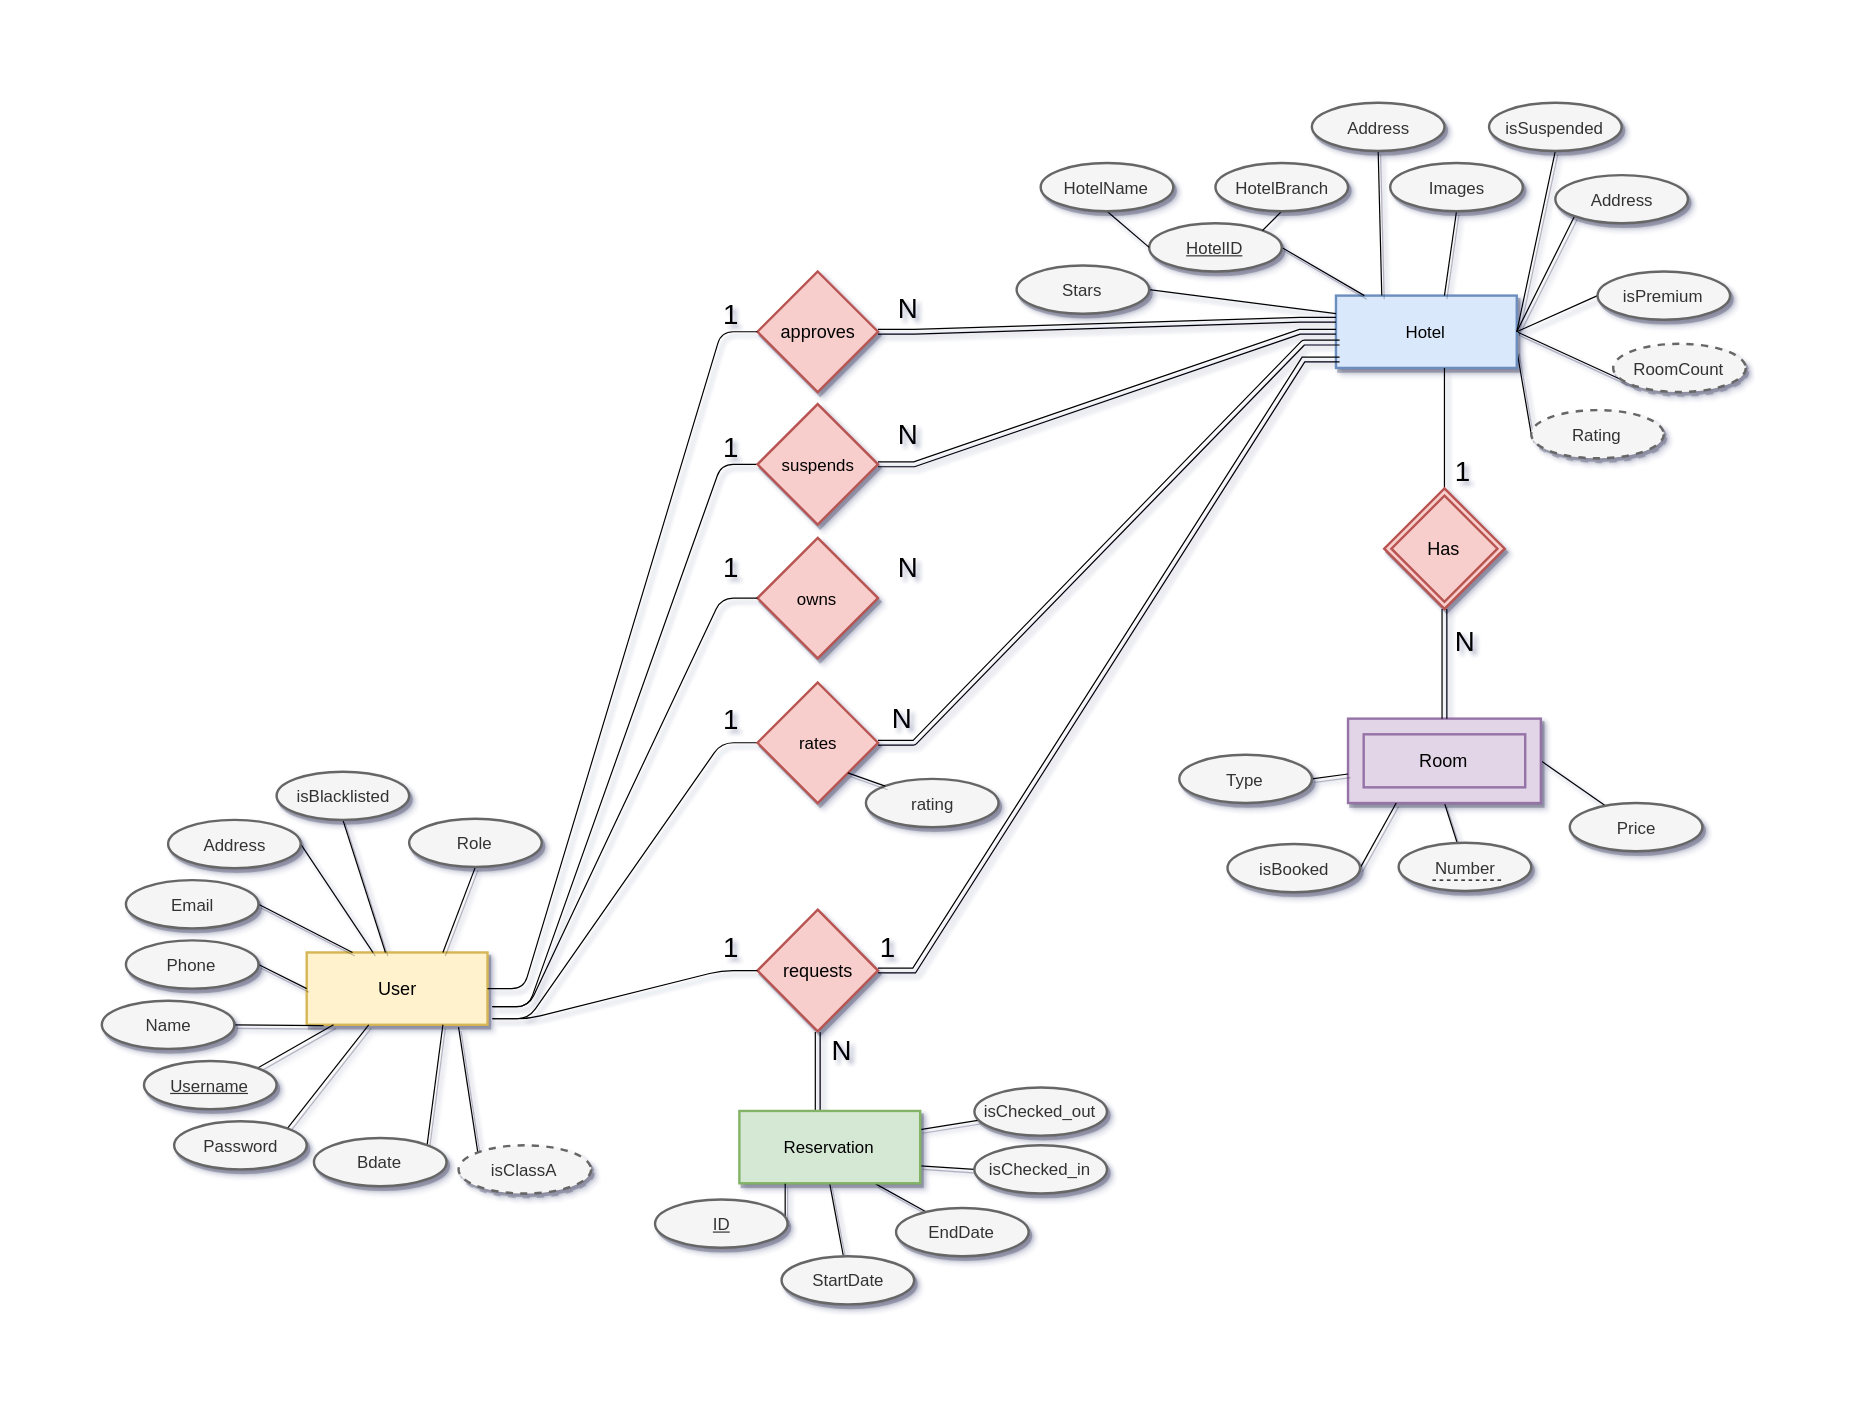 Address
isSuspended
HotelName
HotelBranch
Images
Address
HotelID
Stars
isPremium
1
approves
N
Hotel
RoomCount
1
suspends
N
Rating
1
Has
1
owns
N
N
1
rates
N
Room
rating
Type
Price
isBooked
Number
isBlacklisted
Address
Role
Email
Phone
User
Name
Username
Password
Bdate
isClassA
1
requests
1
N
Reservation
isChecked_out
isChecked_in
ID
EndDate
StartDate